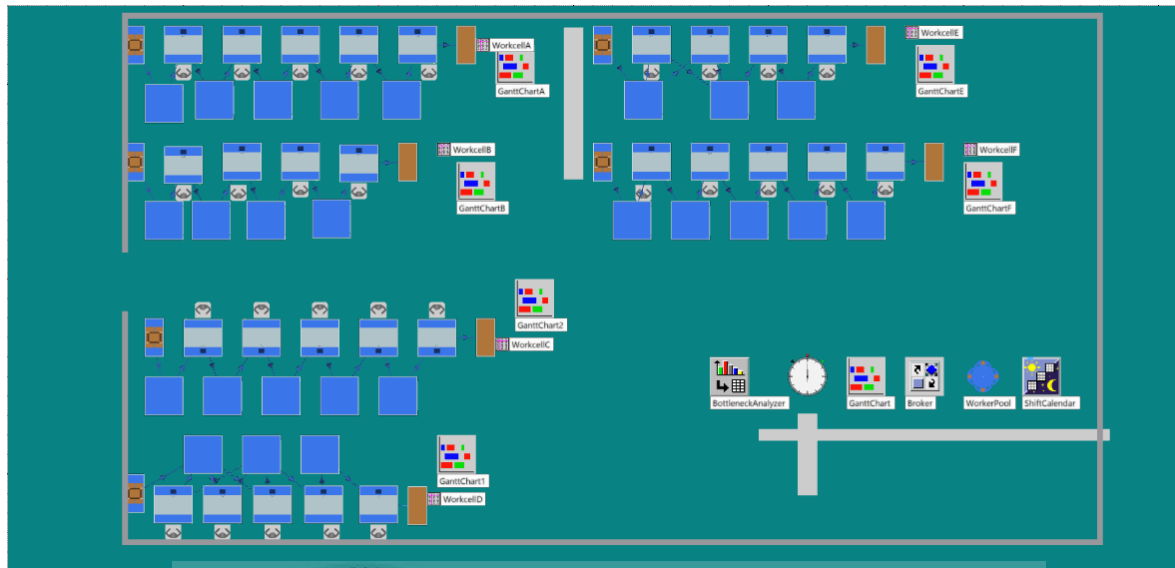 WorkcellA
WorkcellE
GanttChartA
GanttChartE
WorkcellB
WorkcellF
GanttChartB
GanttChartF
GanttChart2
WorkcellC
BottleneckAnalyzer
GanttChart
Broker
WorkerPool
ShiftCalendar
GanttChart1
WorkcellD